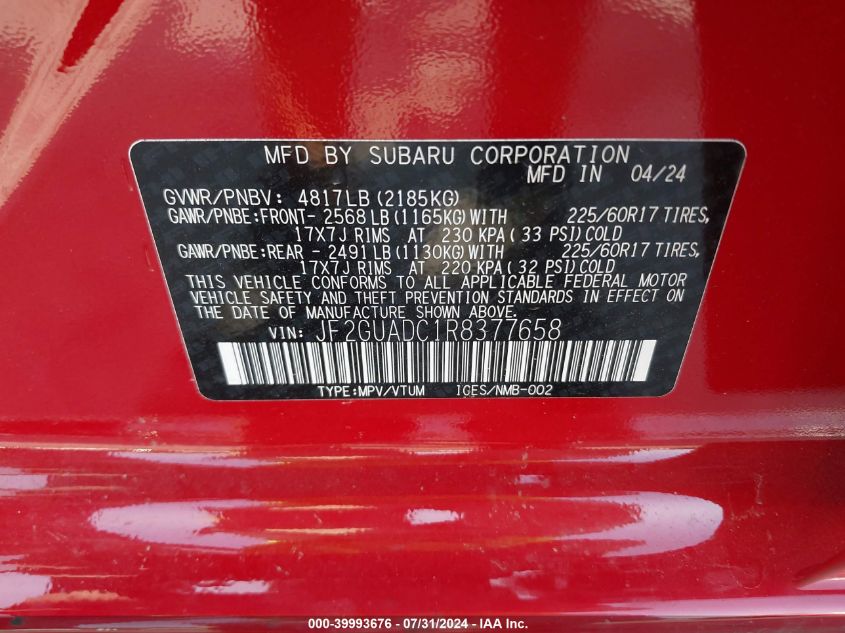 MFD BY SUBARU CORPORATION
MFD IN 04/24
GVWR/PNBV: 4817LB (2185KG)
GAWR/PNBE:FRONT- 2568 LB (1165KG) WITH 225/60R17 TIRES,
17X7J RIMS AT 230 KPA ( 33 PSI) COLD
GAWR/PNBE:REAR - 2491 LB (1130KG) WITH 225/60R17 TIRES,
17X7J RIMS AT 220 KPA ( 32 PSI) COLD
THIS VEHICLE CONFORMS TO ALL APPLICABLE FEDERAL MOTOR
VEHICLE SAFETY AND THEFT PREVENTION STANDARDS IN EFFECT ON
THE DATE OF MANUFACTURE SHOWN ABOVE.
VIN: JF2GUADC1R8377658
TYPE:MPV/VTUM ICES/NMB-002
000-39993676 / 07/31/2024 - IAA Inc.